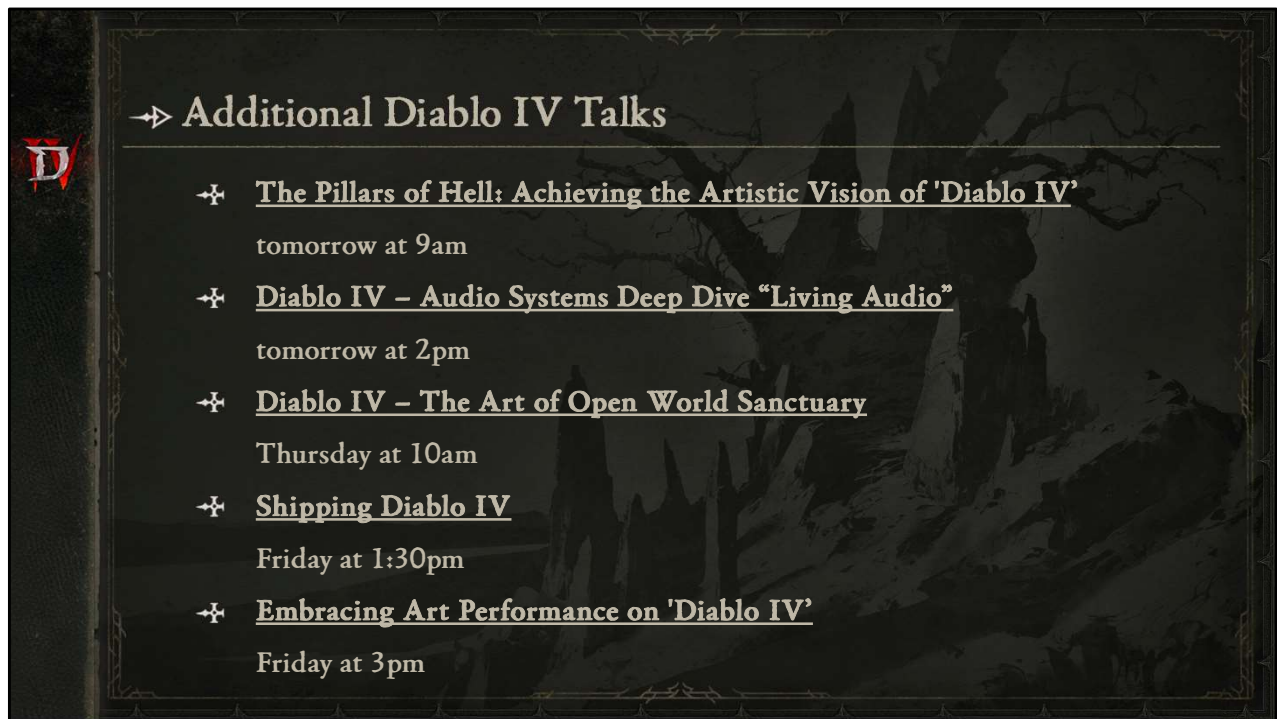 Additional Diablo IV Talks
The Pillars of Hell: Achieving the Artistic Vision of 'Diablo IV’
tomorrow at 9am
Diablo IV – Audio Systems Deep Dive “Living Audio”
tomorrow at 2pm
Diablo IV – The Art of Open World Sanctuary
Thursday at 10am
Shipping Diablo IV
Friday at 1:30pm
Embracing Art Performance on 'Diablo IV’
Friday at 3pm
D IV